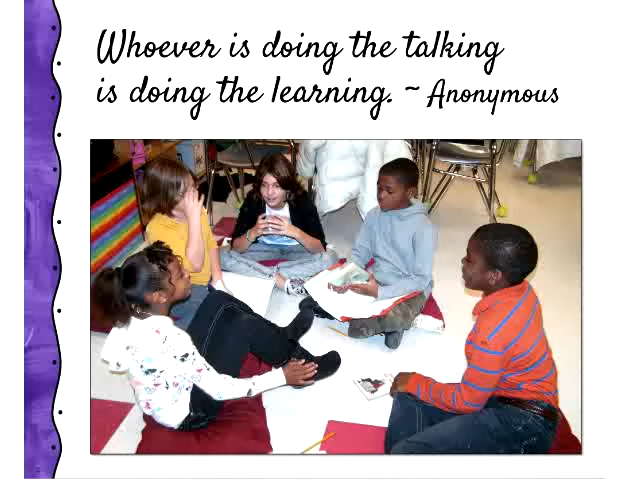 Whoever is doing the talking
is doing the learning. ~ Anonymous